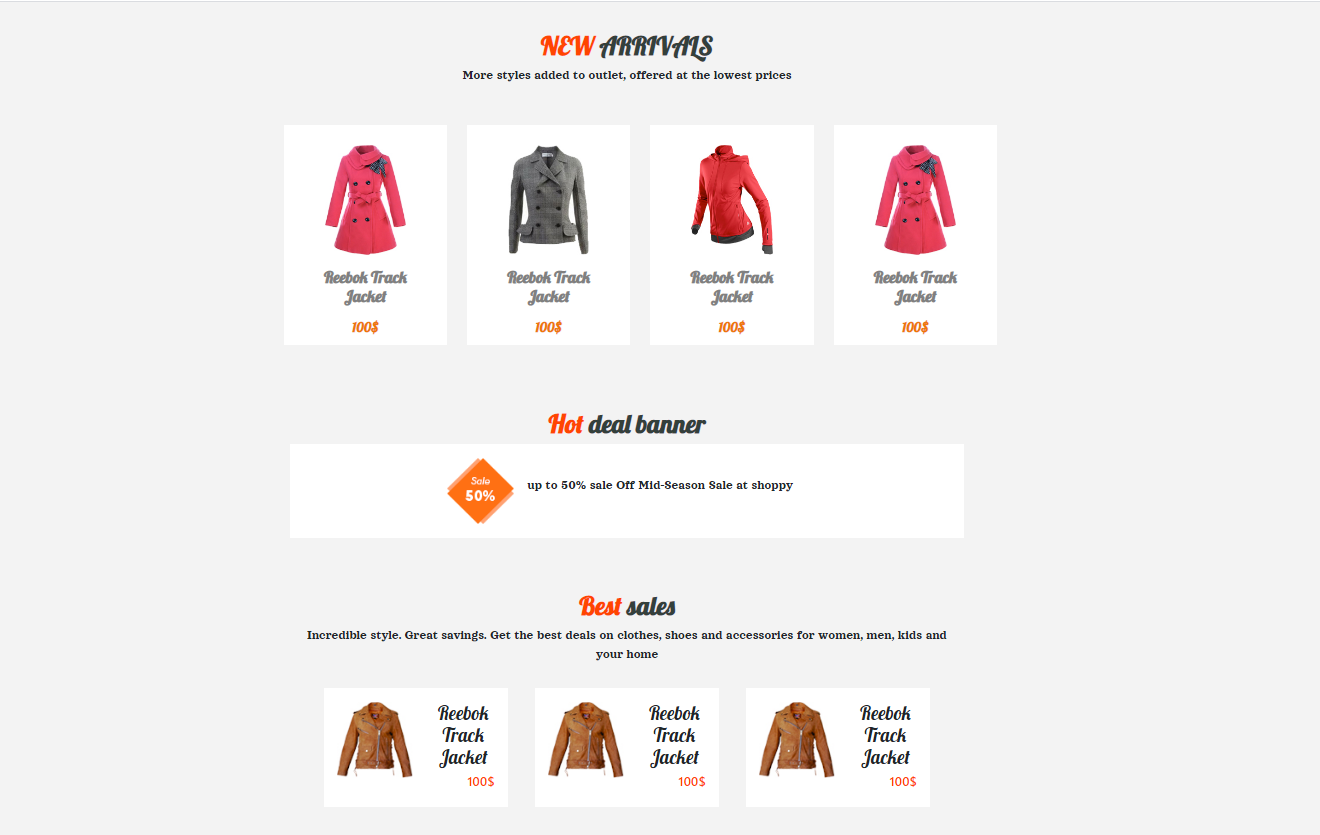 NEW ARRIVALS
More styles added to outlet, offered at the lowest prices
Reebok Track
Jacket
100$
Reebok Track
Jacket
100$
Reebok Track
Jacket
100$
Reebok Track
Jacket
100$
Hot deal banner
Sale
50%
up to 50% sale Off Mid-Season Sale at shoppy
Best sales
Incredible style. Great savings. Get the best deals on clothes, shoes and accessories for women, men, kids and
your home
Reebok
Track
Jacket
100$
Reebok
Track
Jacket
100$
Reebok
Track
Jacket
100$